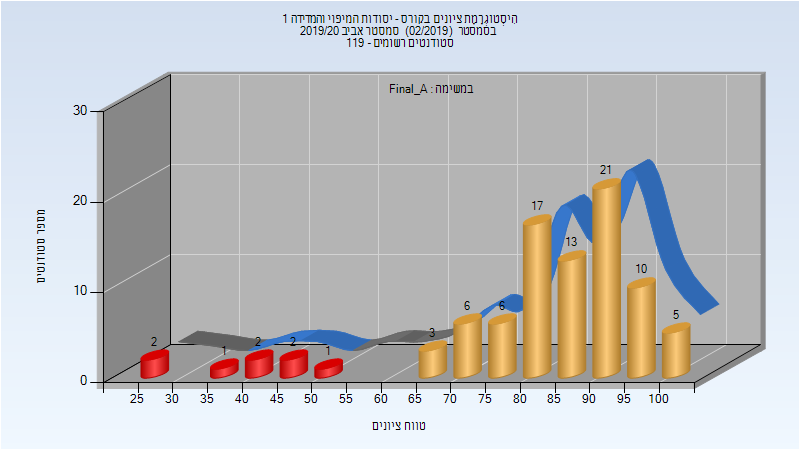 היסטוגרמת ציונים בקורס - יסודות המיפוי והמדידה 1
בסמסטר (02/2019) סמסטר אביב 2019/20
סטודנטים רשומים - 119
במשימה : Final_A
30
20
10
0
מספר סטודנטים
2
1
2
2
1
3
6
6
17
13
21
10
5
25 30 35 40 45 50 55 60 65 70 75 80 85 90 95 100
טווח ציונים